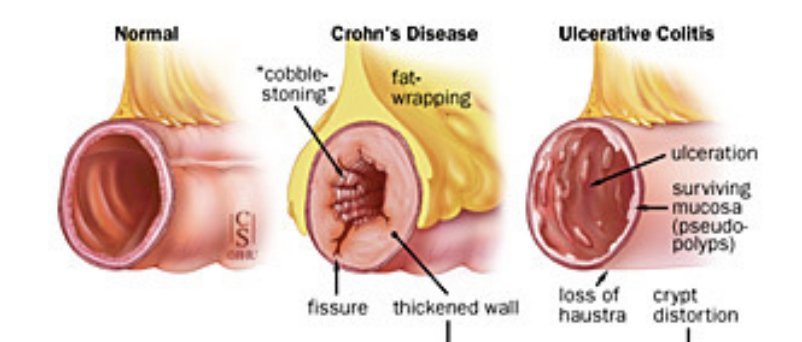 Normal
Crohn's Disease
Ulcerative Colitis
"cobble-
stoning"
fat-
wrapping
ulceration
surviving
mucosa
(pseudo-
polyps)
C
S
fissure
thickened wall
loss of
haustra
crypt
distortion